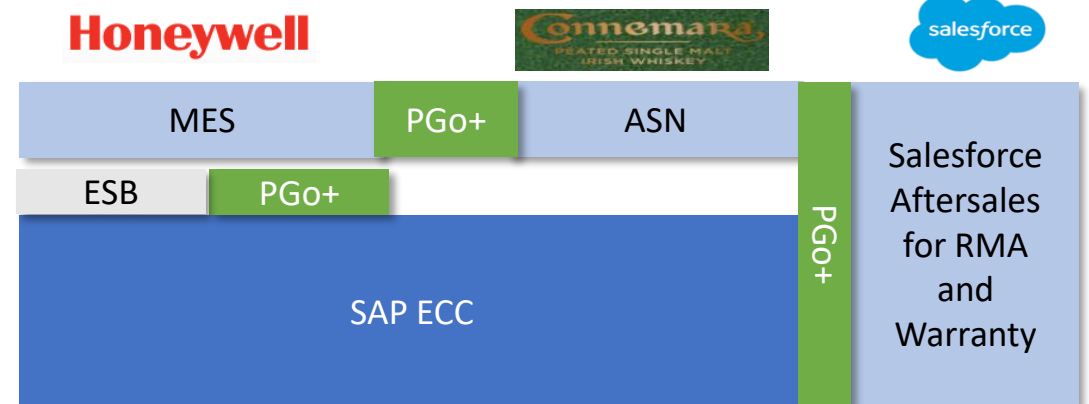 Honeywell
Connemara
PEATED SINGLE MALT
IRISH WHISKEY
salesforce
MES
PGo+
ASN
ESB
PGo+
SAP ECC
PGo+
Salesforce
Aftersales
for RMA
and
Warranty